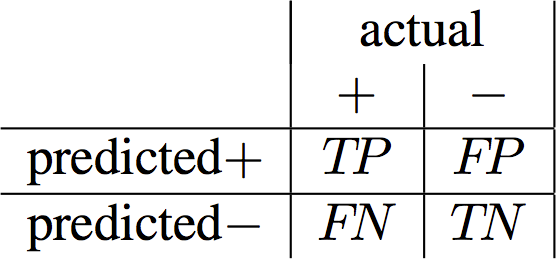 actual
+ −
predicted+ TP FP
predicted− FN TN